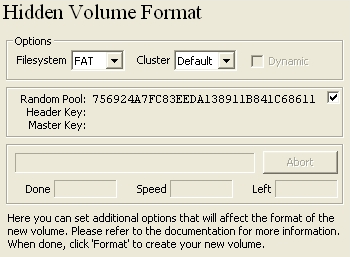 Hidden Volume Format
Options
Filesystem FAT Cluster Default Dynamic
Random Pool: 756924A7FC83EEDA138911B841C68611
Header Key:
Master Key:
Abort
Done Speed Left
Here you can set additional options that will affect the format of the
new volume. Please refer to the documentation for more information.
When done, click 'Format' to create your new volume.